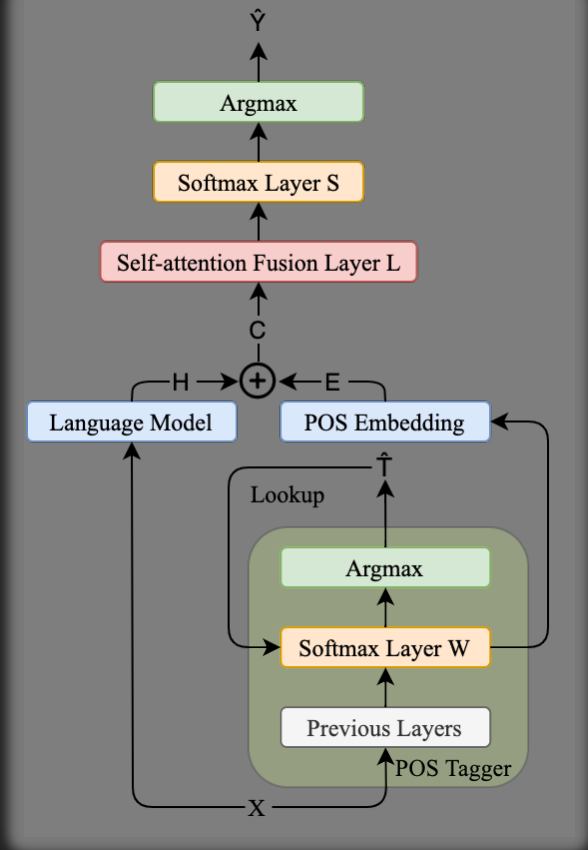 Ŷ
Argmax
Softmax Layer S
Self-attention Fusion Layer L
C
H
E
Language Model
POS Embedding
T̂
Lookup
Argmax
Softmax Layer W
Previous Layers
POS Tagger
X